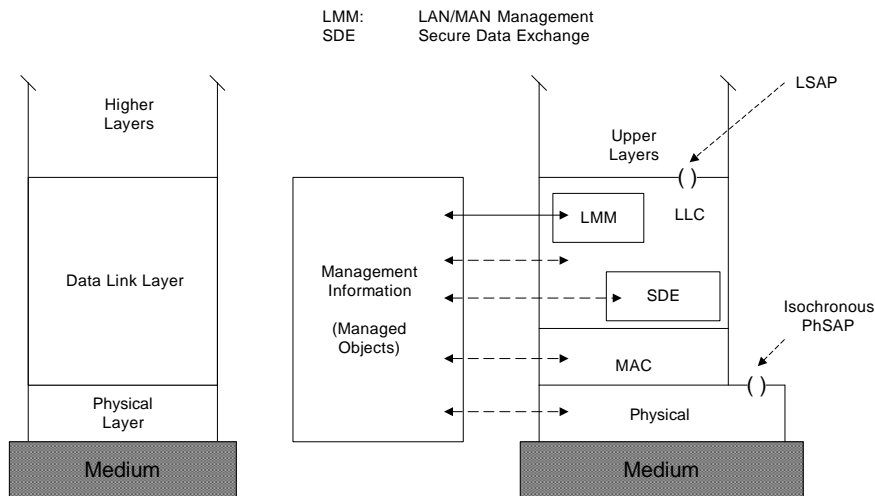 LMM: LAN/MAN Management
SDE Secure Data Exchange
Higher
Layers
Data Link Layer
Physical
Layer
Medium
Management
Information
(Managed
Objects)
LSAP
Upper
Layers
( )
LMM
LLC
SDE
Isochronous
PhSAP
MAC
( )
Physical
Medium